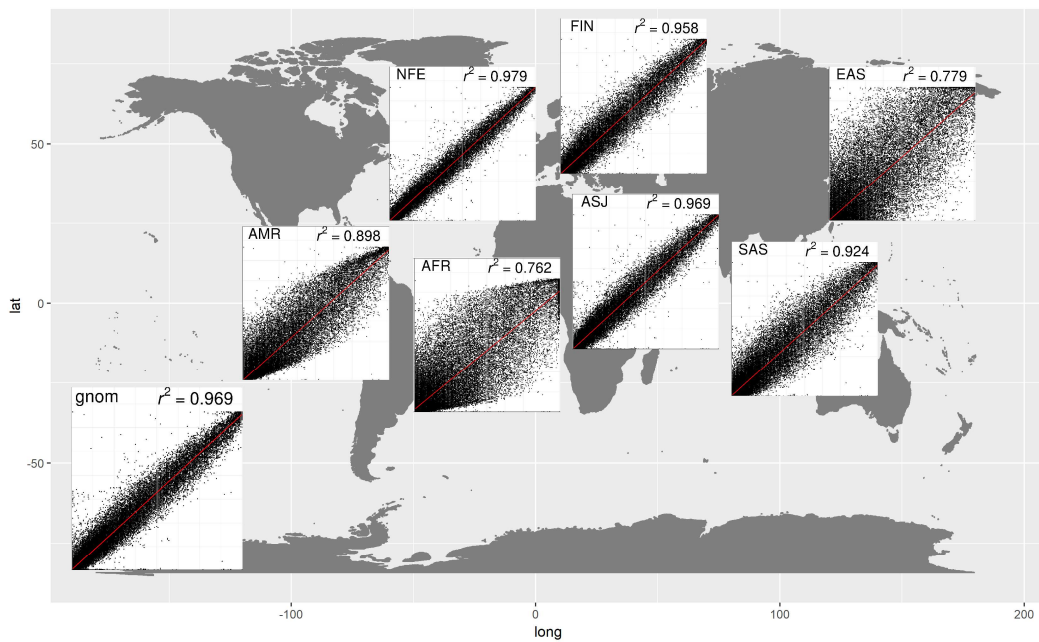 FIN r² = 0.958
NFE r² = 0.979
EAS r² = 0.779
ASJ r² = 0.969
AMR r² = 0.898
SAS r² = 0.924
AFR r² = 0.762
gnom r² = 0.969
50
0
-50
lat
-100 0 100 200
long